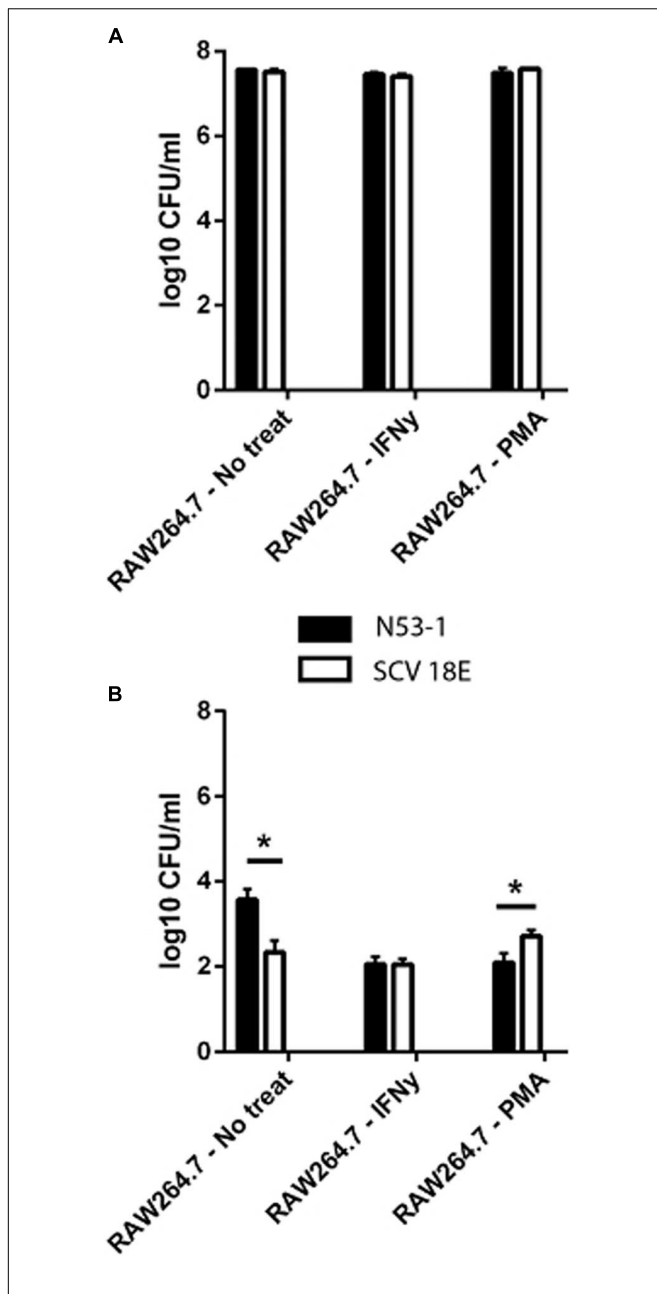 A
log10 CFU/ml
8
6
4
2
0
RAW264.7 - No treat
RAW264.7 - IFNy
RAW264.7 - PMA
N53-1
SCV 18E
B
log10 CFU/ml
8
6
4
2
0
*
*
RAW264.7 - No treat
RAW264.7 - IFNy
RAW264.7 - PMA